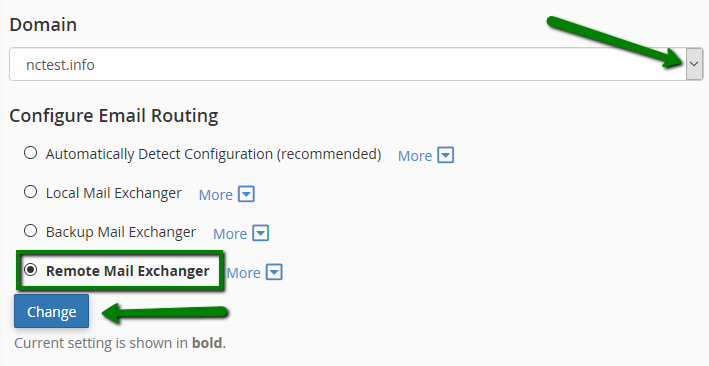 Domain
nctest.info
Configure Email Routing
Automatically Detect Configuration (recommended) More
Local Mail Exchanger More
Backup Mail Exchanger More
Remote Mail Exchanger More
Change
Current setting is shown in bold.